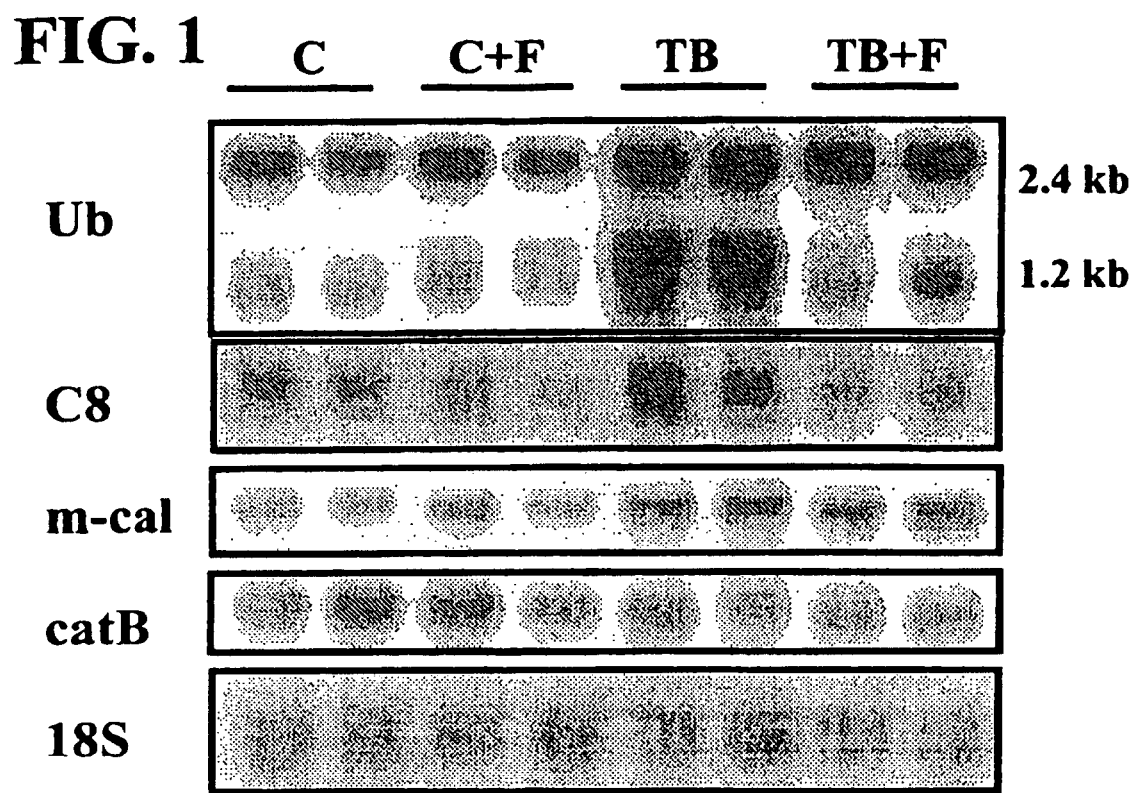 FIG. 1
C C+F TB TB+F
Ub
2.4 kb
1.2 kb
C8
m-cal
catB
18S